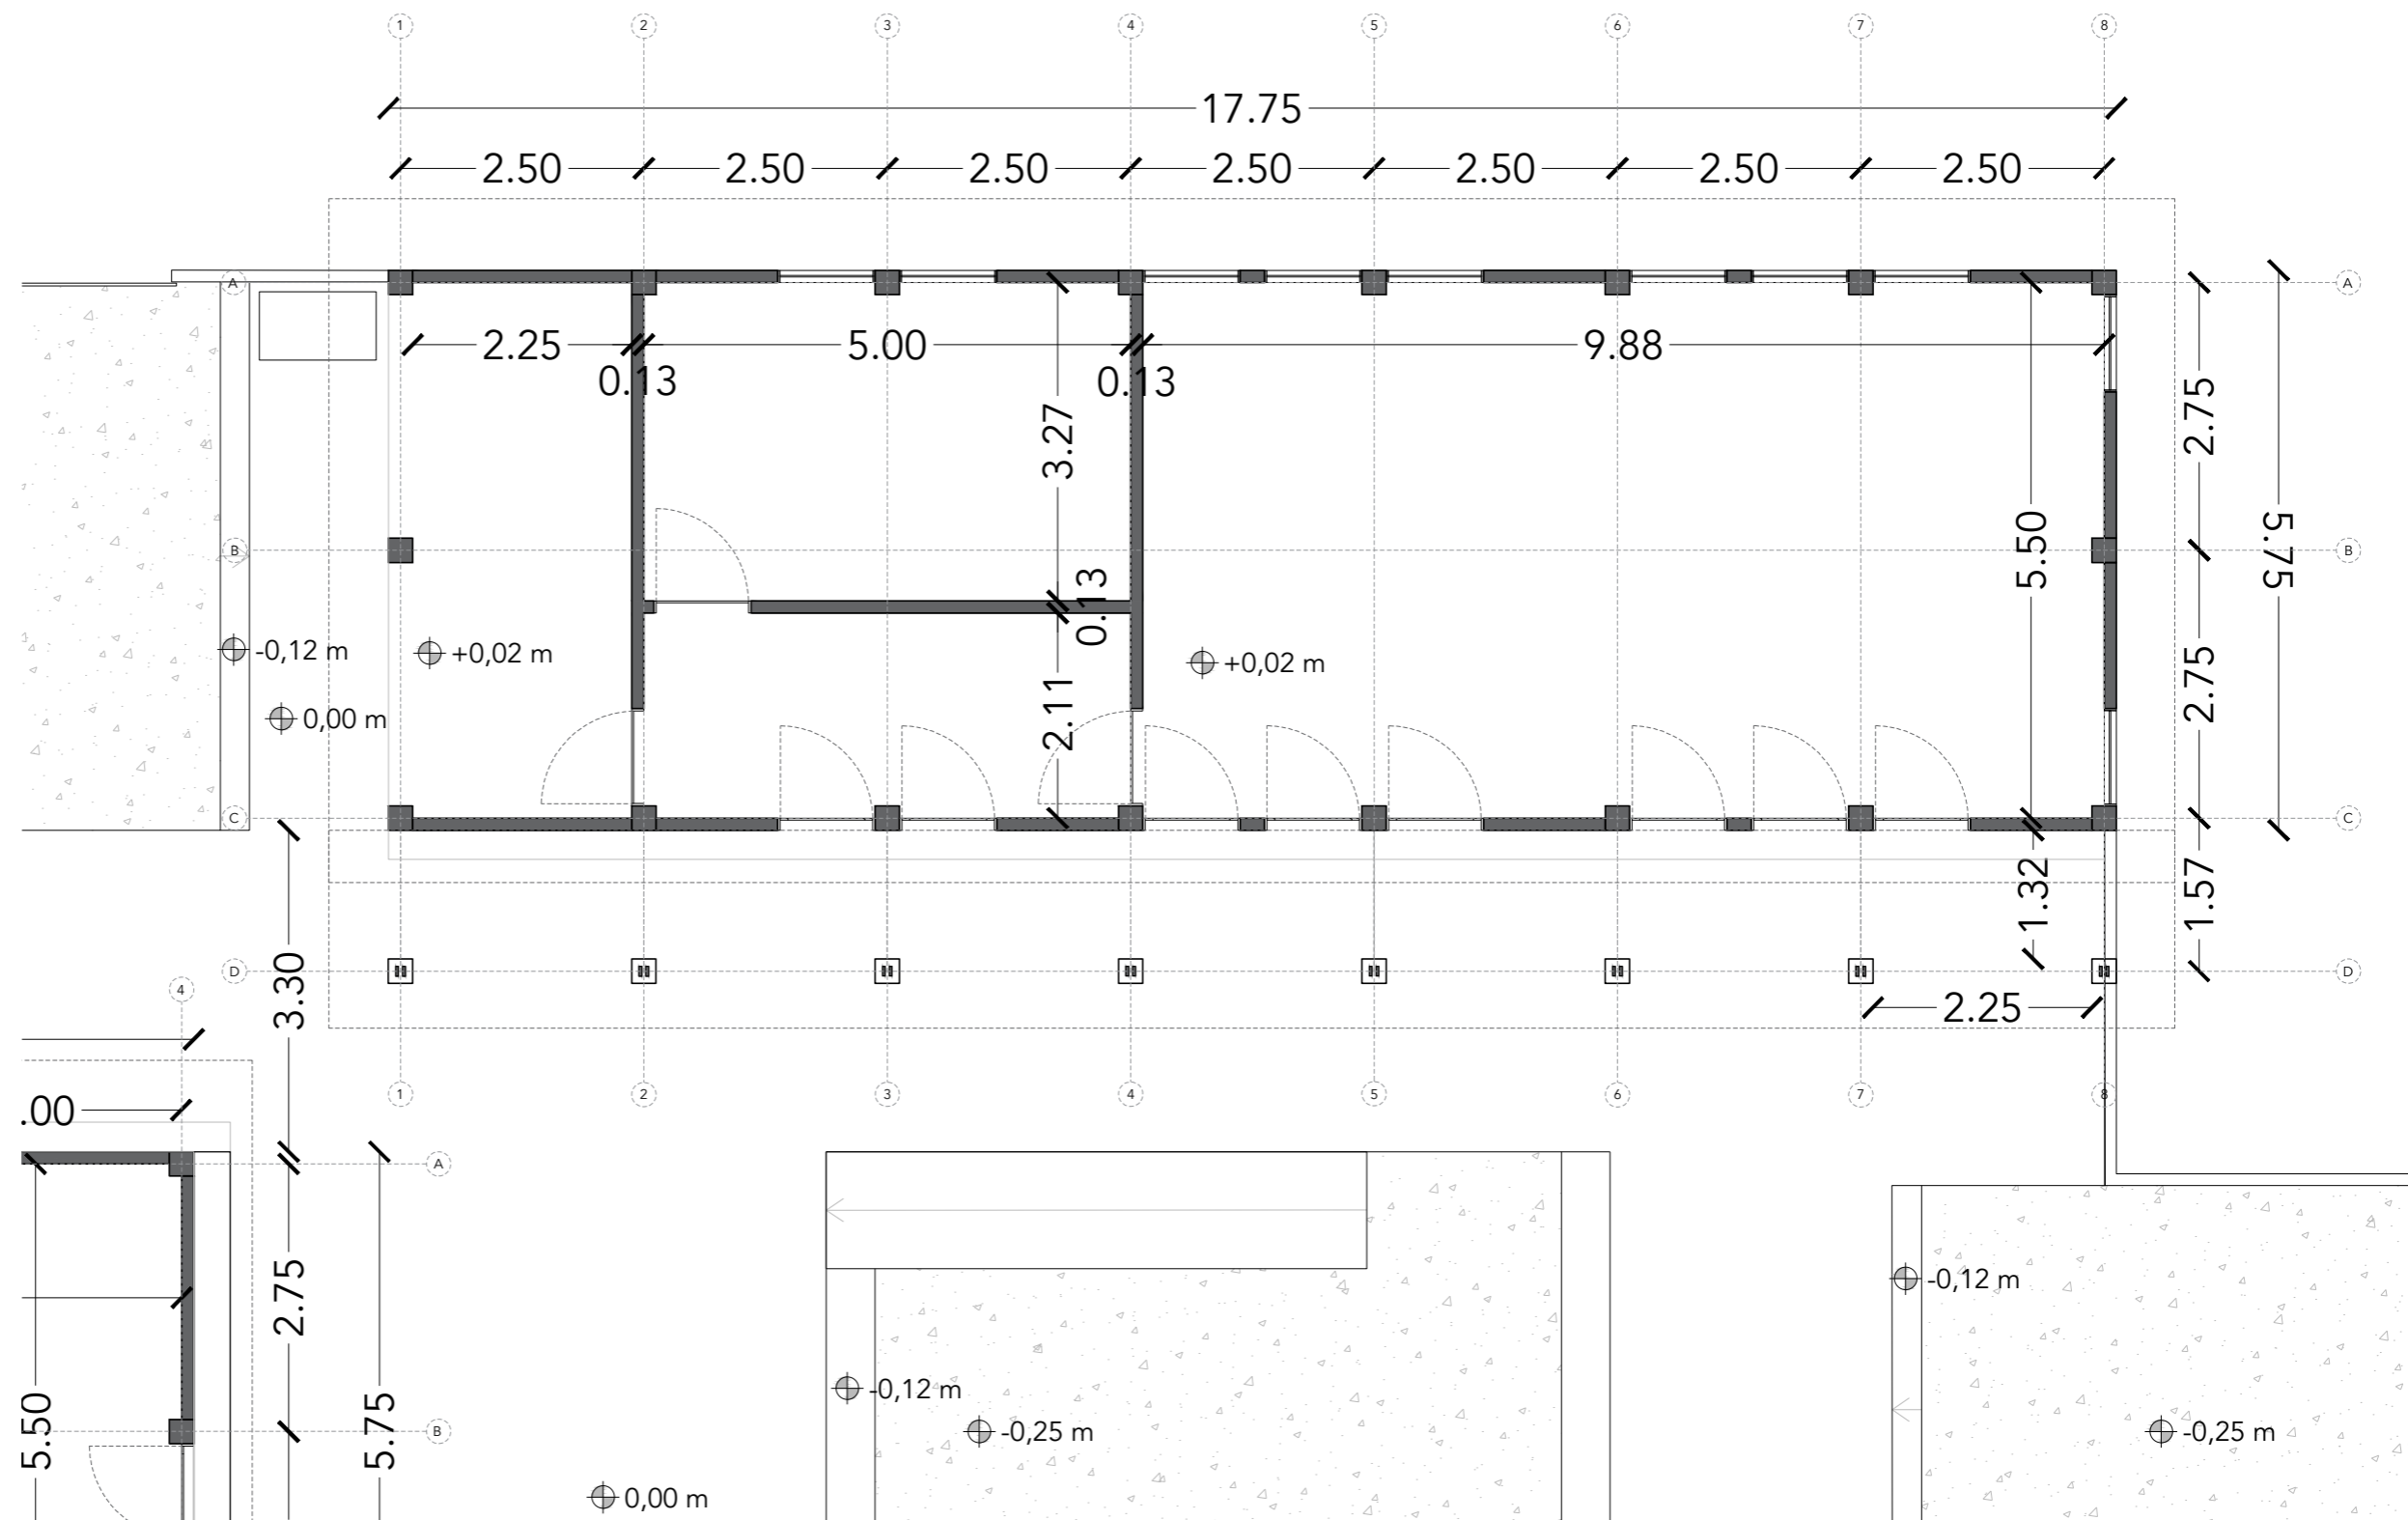 1 2 3 4 5 6 7 8
17.75
2.50 2.50 2.50 2.50 2.50 2.50 2.50
A A
2.25 5.00 9.88
0.13 0.13
2.75
3.27
5.50
5.75
B B
0.13
-0,12 m +0,02 m +0,02 m
2.75
0,00 m
2.11
C C
1.32
1.57
3.30
D D
4
2.25
1 2 3 4 5 6 7 8
.00
A
2.75
-0,12 m
-0,12 m
5.50
5.75
B
-0,25 m
-0,25 m
0,00 m